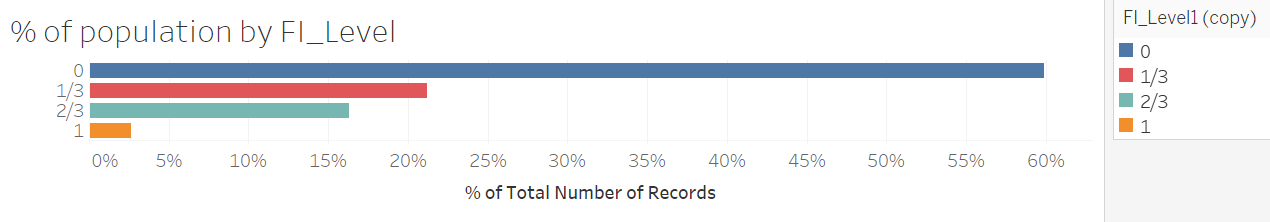 % of population by FI_Level
0
1/3
2/3
1
0% 5% 10% 15% 20% 25% 30% 35% 40% 45% 50% 55% 60%
% of Total Number of Records
FI_Level1 (copy)
0
1/3
2/3
1